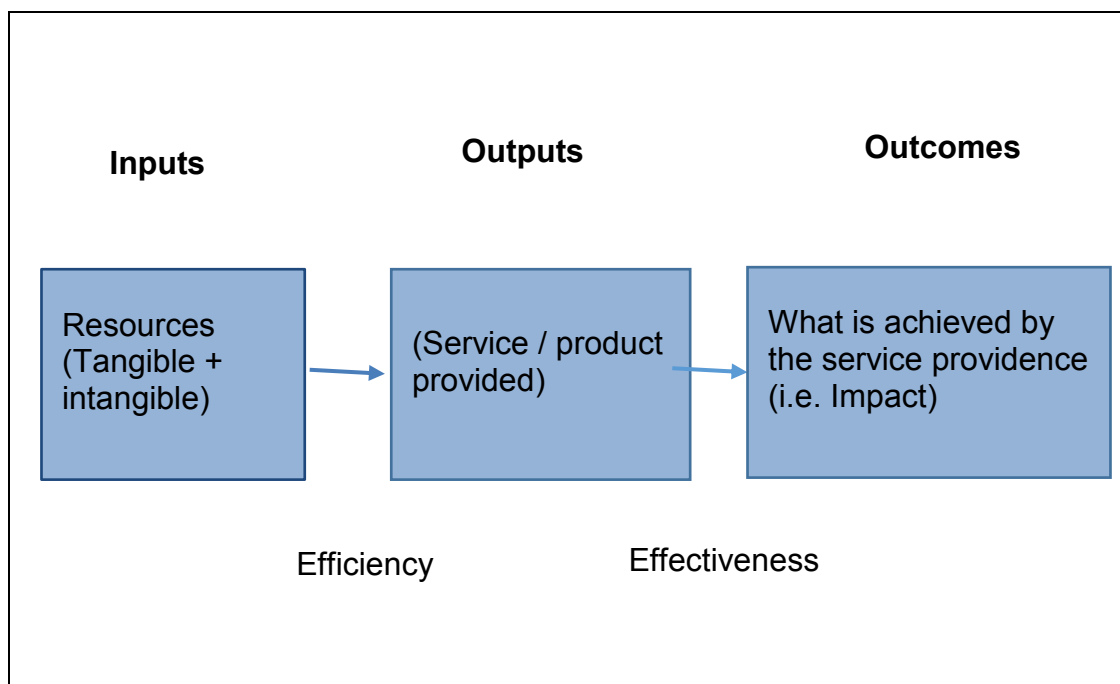 Inputs
Outputs
Outcomes
Resources
(Tangible +
intangible)
(Service / product
provided)
What is achieved by
the service providence
(i.e. Impact)
Efficiency
Effectiveness